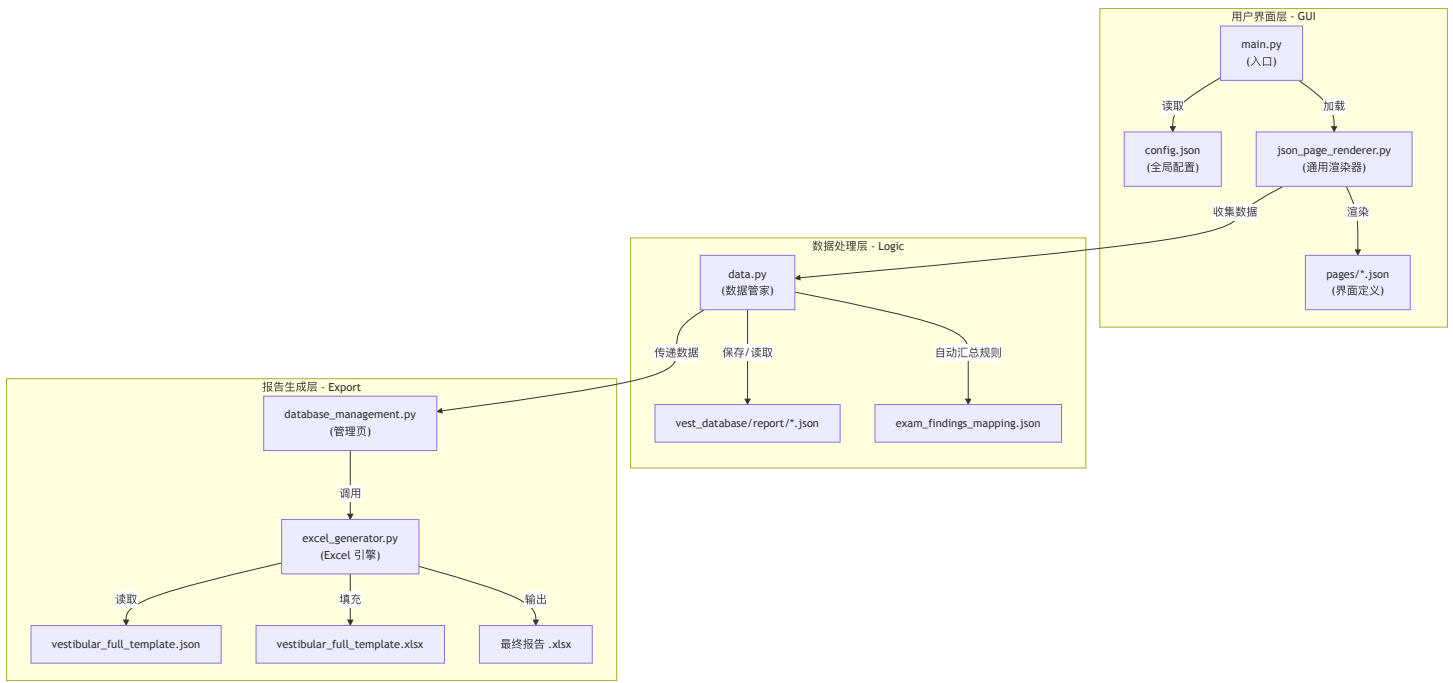 用户界面层 - GUI
main.py
(入口)
读取
加载
config.json
(全局配置)
json_page_renderer.py
(通用渲染器)
收集数据
渲染
数据处理层 - Logic
data.py
(数据管家)
pages/*.json
(界面定义)
传递数据
保存/读取
自动汇总规则
报告生成层 - Export
database_management.py
(管理页)
vest_database/report/*.json
exam_findings_mapping.json
调用
excel_generator.py
(Excel 引擎)
读取
填充
输出
vestibular_full_template.json
vestibular_full_template.xlsx
最终报告 .xlsx